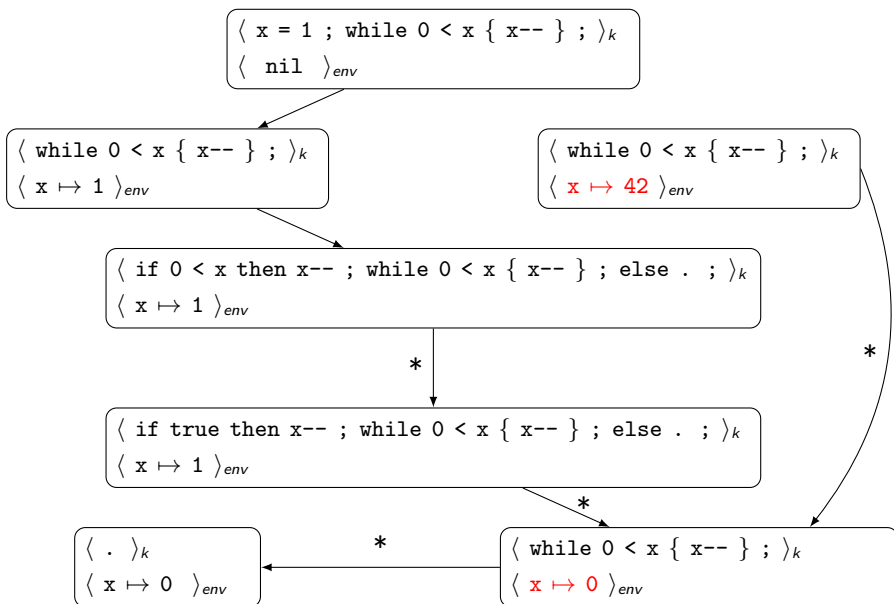 ⟨ x = 1 ; while 0 < x { x-- } ; ⟩k
⟨ nil ⟩env
⟨ while 0 < x { x-- } ; ⟩k
⟨ x ↦ 1 ⟩env
⟨ while 0 < x { x-- } ; ⟩k
⟨ x ↦ 42 ⟩env
⟨ if 0 < x then x-- ; while 0 < x { x-- } ; else . ; ⟩k
⟨ x ↦ 1 ⟩env
*
*
⟨ if true then x-- ; while 0 < x { x-- } ; else . ; ⟩k
⟨ x ↦ 1 ⟩env
*
*
⟨ . ⟩k
⟨ x ↦ 0 ⟩env
⟨ while 0 < x { x-- } ; ⟩k
⟨ x ↦ 0 ⟩env